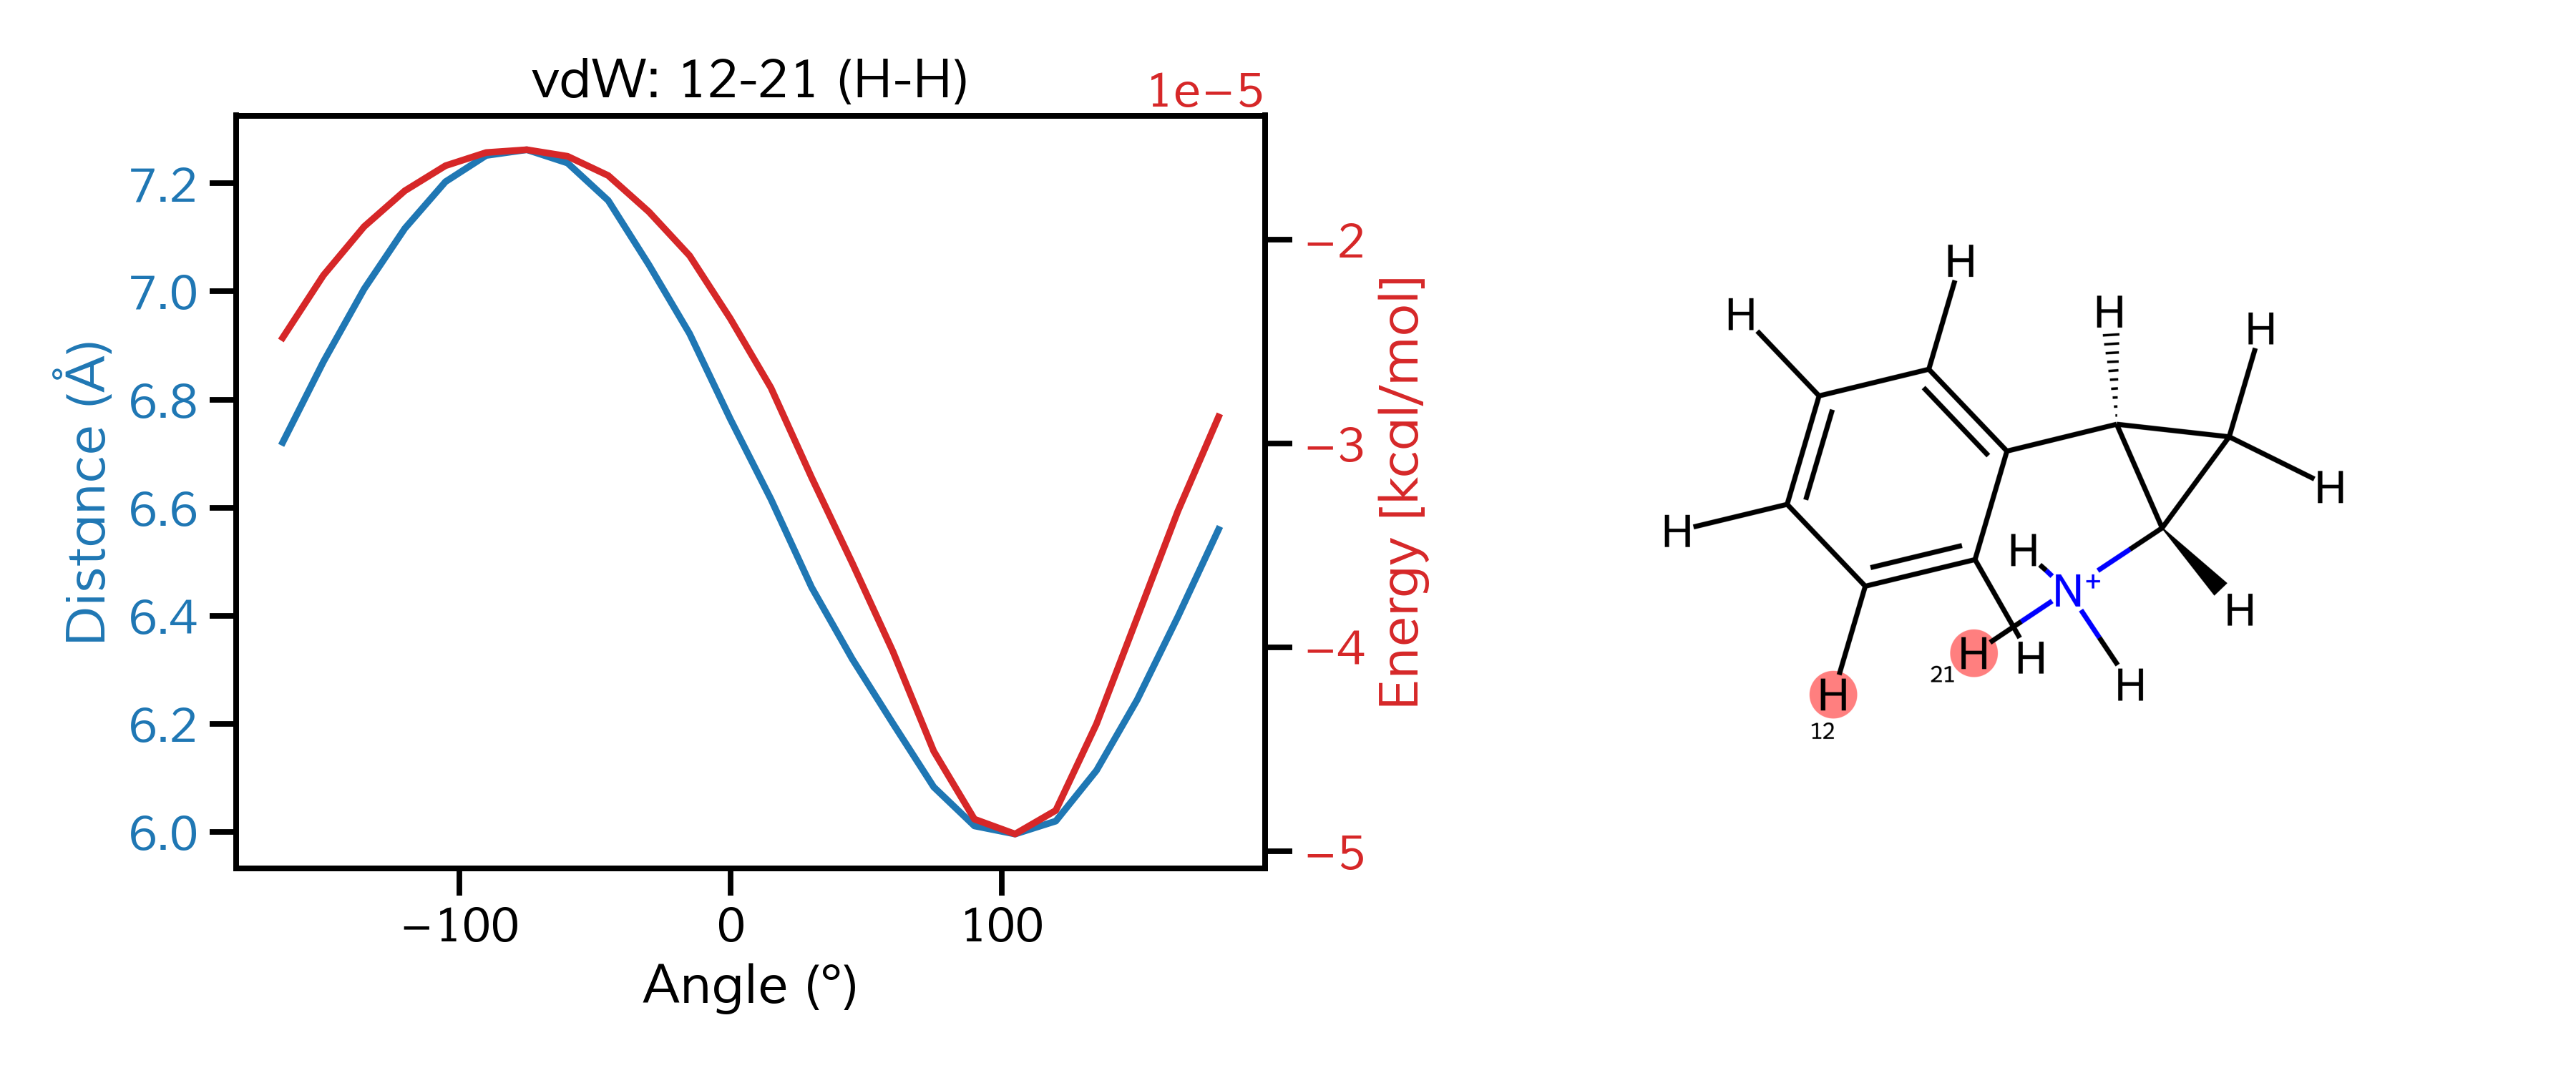 vdW: 12-21 (H-H)
1e−5
Distance (Å)
7.2
7.0
6.8
6.6
6.4
6.2
6.0
−100
0
100
Angle (°)
−2
−3
−4
−5
Energy [kcal/mol]
H
H
H
H
H
H
H
H
N+
H
H
H
H
H
21
12